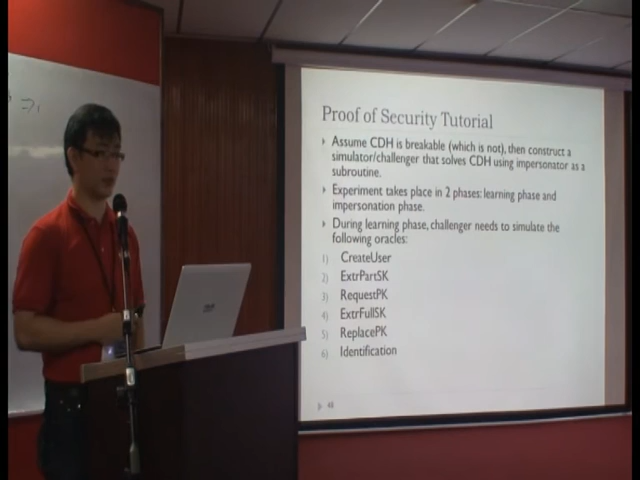 Proof of Security Tutorial
Assume CDH is breakable (which is not), then construct a
simulator/challenger that solves CDH using impersonator as a
subroutine.
Experiment takes place in 2 phases: learning phase and
impersonation phase.
During learning phase, challenger needs to simulate the
following oracles:
1) CreateUser
2) ExtrPartSK
3) RequestPK
4) ExtrFullSK
5) ReplacePK
6) Identification